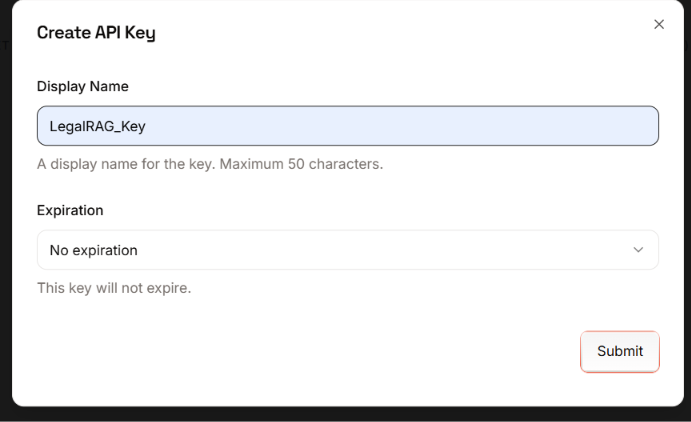 Create API Key
Display Name
LegalRAG_Key
A display name for the key. Maximum 50 characters.
Expiration
No expiration
This key will not expire.
Submit